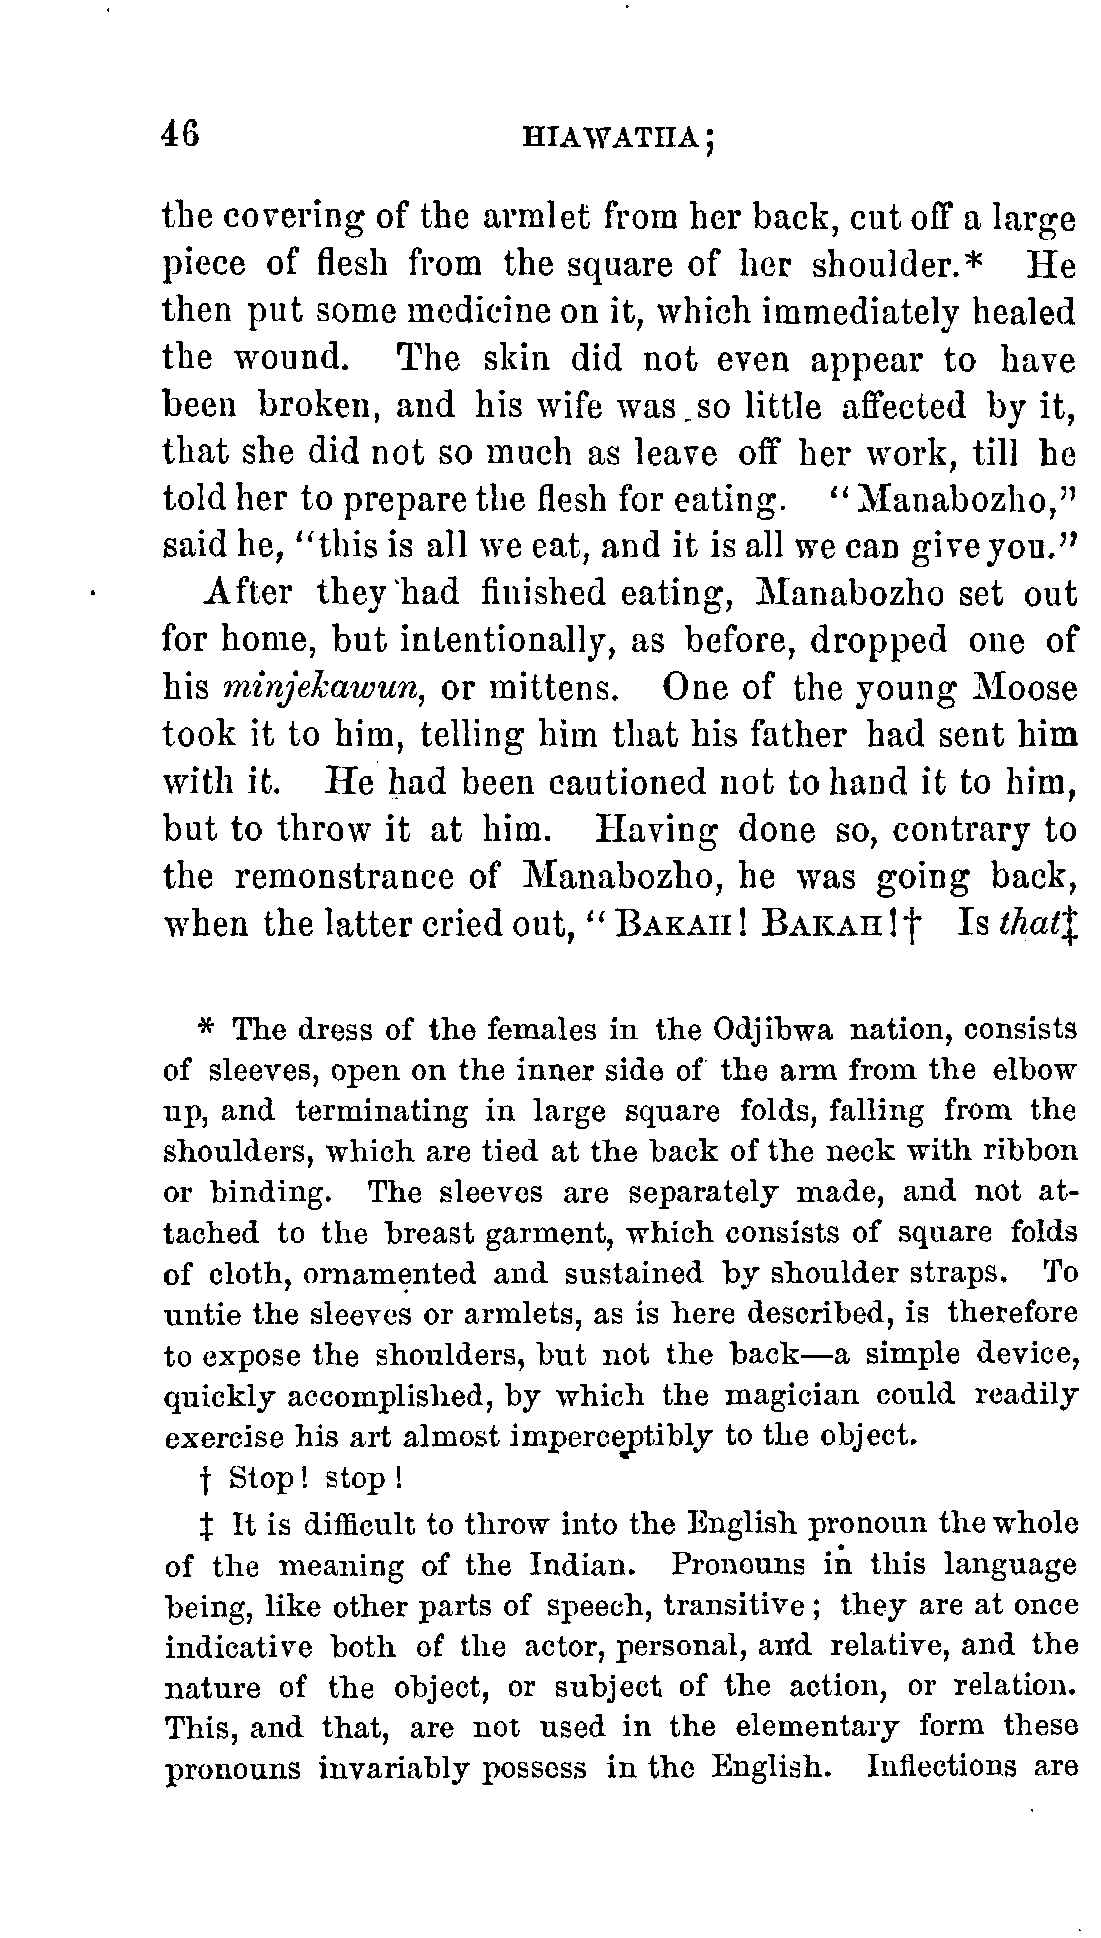 46 HIAWATHA;
the covering of the armlet from her back, cut off a large
piece of flesh from the square of her shoulder.* He
then put some medicine on it, which immediately healed
the wound. The skin did not even appear to have
been broken, and his wife was so little affected by it,
that she did not so much as leave off her work, till he
told her to prepare the flesh for eating. "Manabozho,"
said he, "this is all we eat, and it is all we can give you."
After they had finished eating, Manabozho set out
for home, but intentionally, as before, dropped one of
his minjekawun, or mittens. One of the young Moose
took it to him, telling him that his father had sent him
with it. He had been cautioned not to hand it to him,
but to throw it at him. Having done so, contrary to
the remonstrance of Manabozho, he was going back,
when the latter cried out, "BAKAH! BAKAH!† Is that‡
* The dress of the females in the Odjibwa nation, consists
of sleeves, open on the inner side of the arm from the elbow
up, and terminating in large square folds, falling from the
shoulders, which are tied at the back of the neck with ribbon
or binding. The sleeves are separately made, and not at-
tached to the breast garment, which consists of square folds
of cloth, ornamented and sustained by shoulder straps. To
untie the sleeves or armlets, as is here described, is therefore
to expose the shoulders, but not the back—a simple device,
quickly accomplished, by which the magician could readily
exercise his art almost imperceptibly to the object.
† Stop! stop!
‡ It is difficult to throw into the English pronoun the whole
of the meaning of the Indian. Pronouns in this language
being, like other parts of speech, transitive; they are at once
indicative both of the actor, personal, and relative, and the
nature of the object, or subject of the action, or relation.
This, and that, are not used in the elementary form these
pronouns invariably possess in the English. Inflections are